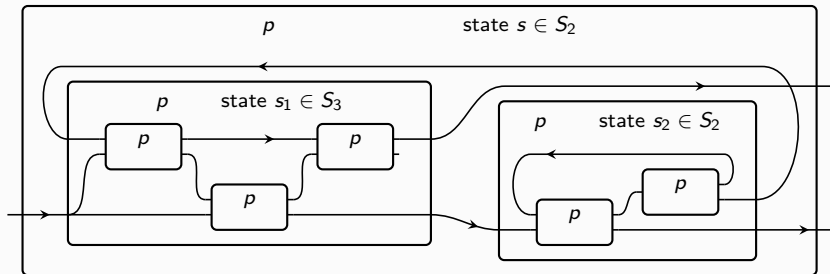 p state s ∈ S₂
p state s₁ ∈ S₃
p state s₂ ∈ S₂
p p
p
p
p